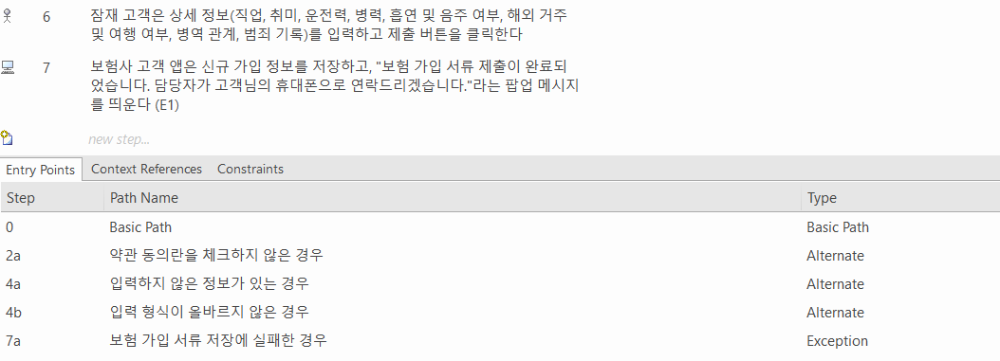 6 잠재 고객은 상세 정보(직업, 취미, 운전력, 병력, 흡연 및 음주 여부, 해외 거주
및 여행 여부, 병역 관계, 범죄 기록)를 입력하고 제출 버튼을 클릭한다
7 보험사 고객 앱은 신규 가입 정보를 저장하고, "보험 가입 서류 제출이 완료되
었습니다. 담당자가 고객님의 휴대폰으로 연락드리겠습니다."라는 팝업 메시지
를 띄운다 (E1)
new step...
Entry Points Context References Constraints
Step Path Name Type
0 Basic Path Basic Path
2a 약관 동의란을 체크하지 않은 경우 Alternate
4a 입력하지 않은 정보가 있는 경우 Alternate
4b 입력 형식이 올바르지 않은 경우 Alternate
7a 보험 가입 서류 저장에 실패한 경우 Exception